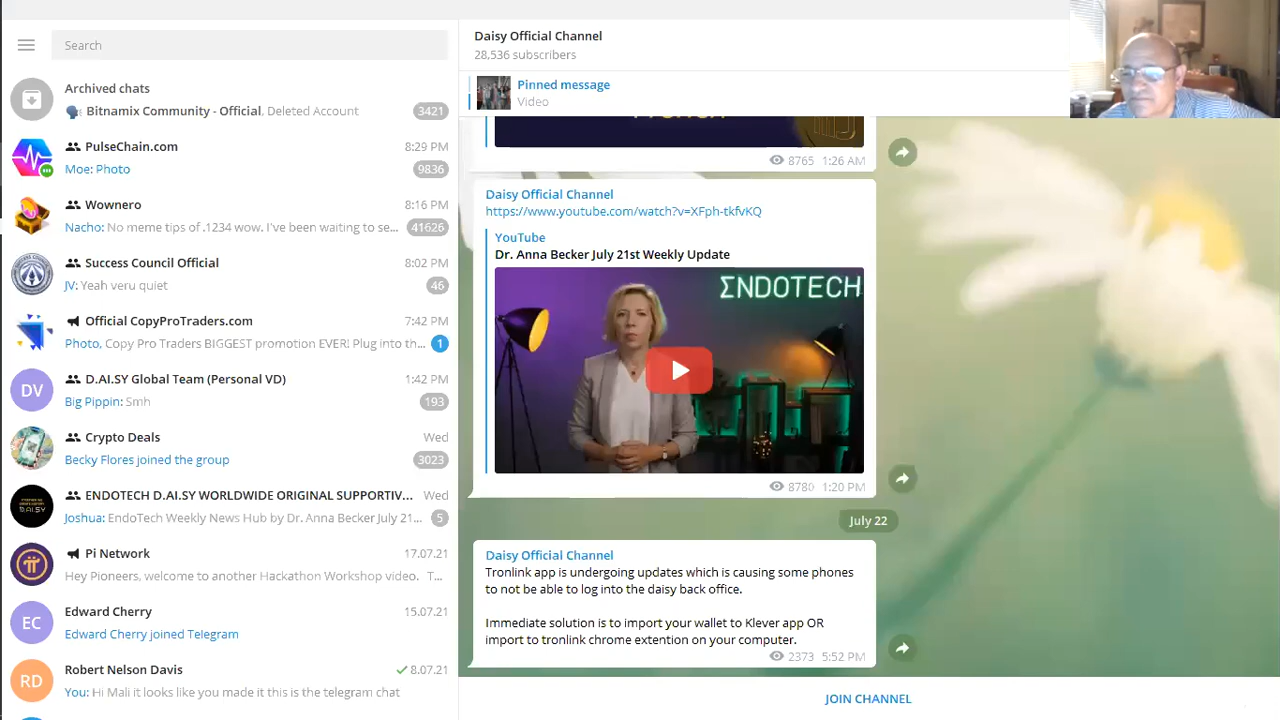 Search
Archived chats
Bitnamix Community - Official, Deleted Account
3421
PulseChain.com
8:29 PM
Moe: Photo
9836
Wownero
8:16 PM
Nacho: No meme tips of .1234 wow. I've been waiting to se...
41626
Success Council Official
8:02 PM
JV: Yeah veru quiet
46
Official CopyProTraders.com
7:42 PM
Photo, Copy Pro Traders BIGGEST promotion EVER! Plug into th...
1
DV
D.AI.SY Global Team (Personal VD)
1:42 PM
Big Pippin: Smh
193
Crypto Deals
Wed
Becky Flores joined the group
3023
ENDOTECH D.AI.SY WORLDWIDE ORIGINAL SUPPORTIV...
Wed
Joshua: EndoTech Weekly News Hub by Dr. Anna Becker July 21...
5
Pi Network
17.07.21
Hey Pioneers, welcome to another Hackathon Workshop video. T...
EC
Edward Cherry
15.07.21
Edward Cherry joined Telegram
RD
Robert Nelson Davis
8.07.21
You: Hi Mali it looks like you made it this is the telegram chat
Daisy Official Channel
28,536 subscribers
Pinned message
Video
8765 1:26 AM
Daisy Official Channel
https://www.youtube.com/watch?v=XFph-tkfvKQ
YouTube
Dr. Anna Becker July 21st Weekly Update
ΣNDOTECH
8780 1:20 PM
July 22
Daisy Official Channel
Tronlink app is undergoing updates which is causing some phones
to not be able to log into the daisy back office.
Immediate solution is to import your wallet to Klever app OR
import to tronlink chrome extention on your computer.
2373 5:52 PM
JOIN CHANNEL